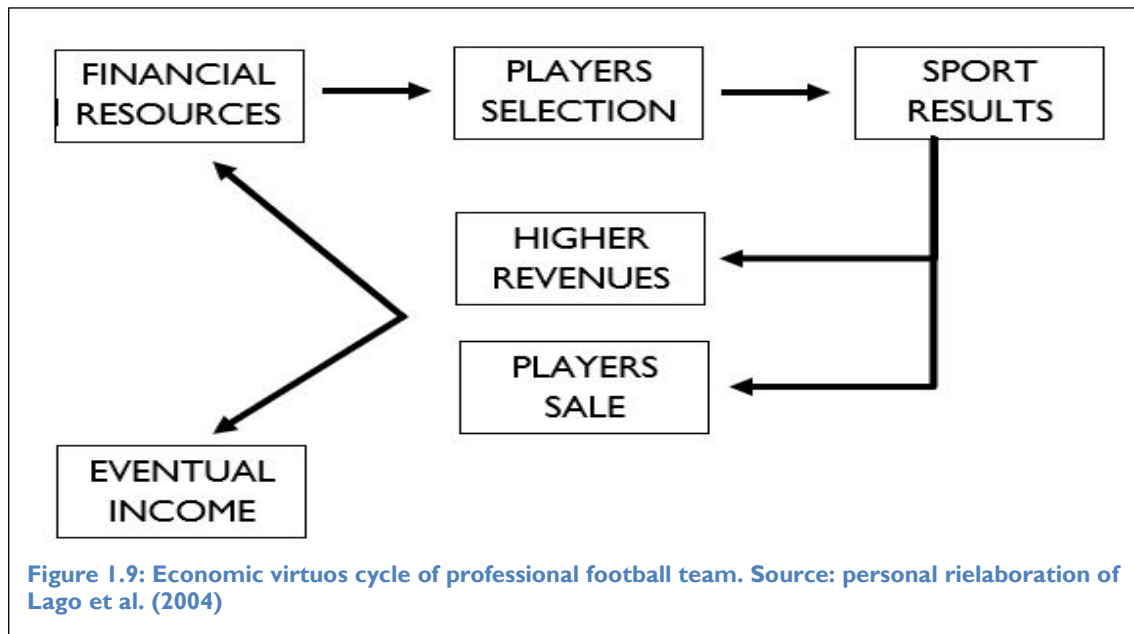 FINANCIAL
RESOURCES
PLAYERS
SELECTION
SPORT
RESULTS
HIGHER
REVENUES
PLAYERS
SALE
EVENTUAL
INCOME
Figure 1.9: Economic virtuos cycle of professional football team. Source: personal rielaboration of
Lago et al. (2004)